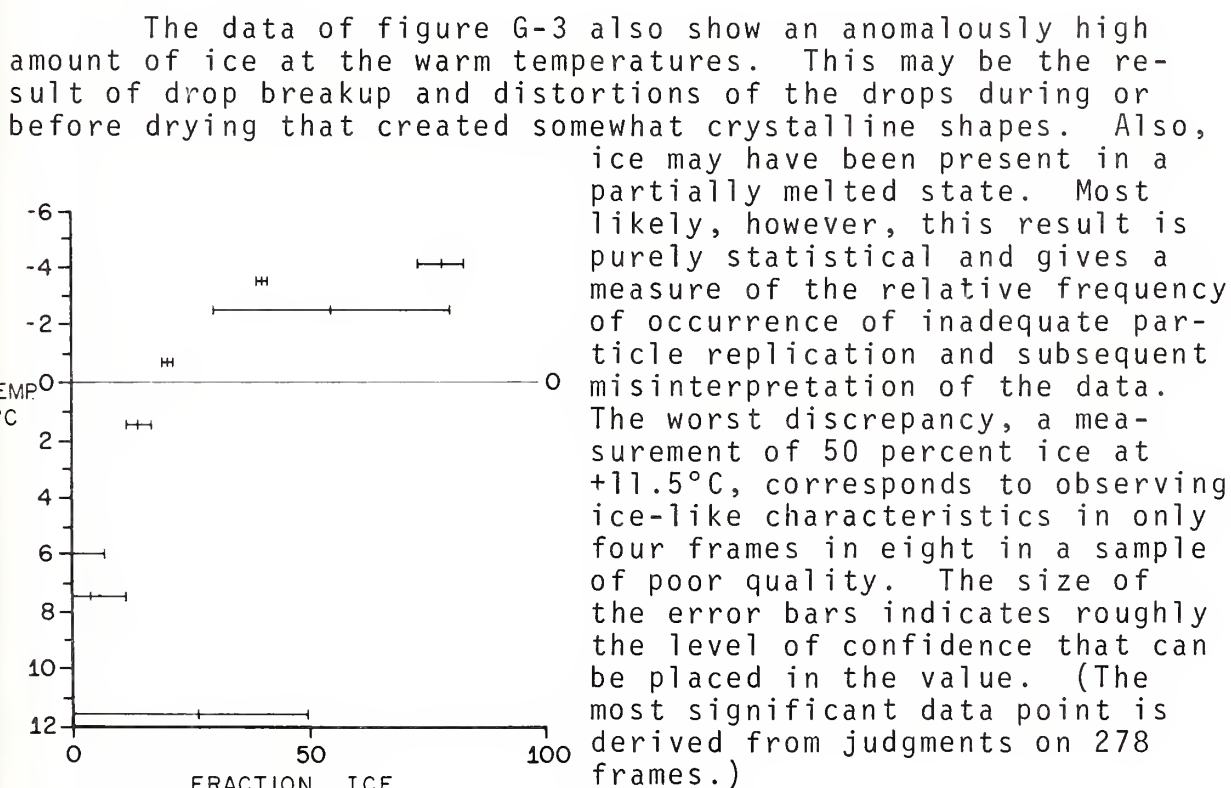 The data of figure G-3 also show an anomalously high
amount of ice at the warm temperatures. This may be the re-
sult of drop breakup and distortions of the drops during or
before drying that created somewhat crystalline shapes. Also,
ice may have been present in a
partially melted state. Most
likely, however, this result is
purely statistical and gives a
measure of the relative frequency
of occurrence of inadequate par-
ticle replication and subsequent
misinterpretation of the data.
The worst discrepancy, a mea-
surement of 50 percent ice at
+11.5°C, corresponds to observing
ice-like characteristics in only
four frames in eight in a sample
of poor quality. The size of
the error bars indicates roughly
the level of confidence that can
be placed in the value. (The
most significant data point is
derived from judgments on 278
frames.)
-6
-4
-2
0
0
EMP.
°C
2
4
6
8
10
12
0 50 100
FRACTION ICE